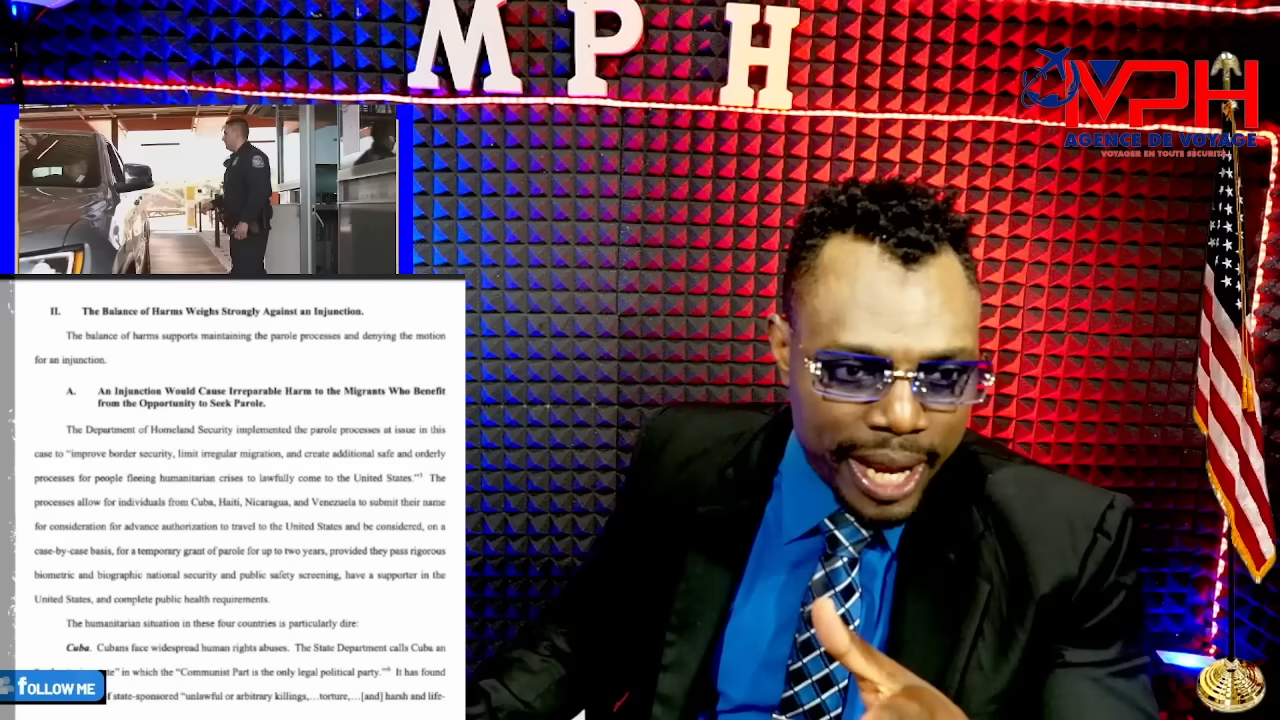 M P H
MPH
AGENCE DE VOYAGE
VOYAGER EN TOUTE SÉCURITÉ
II. The Balance of Harms Weighs Strongly Against an Injunction.
The balance of harms supports maintaining the parole processes and denying the motion
for an injunction.
A. An Injunction Would Cause Irreparable Harm to the Migrants Who Benefit
from the Opportunity to Seek Parole.
The Department of Homeland Security implemented the parole processes at issue in this
case to “improve border security, limit irregular migration, and create additional safe and orderly
processes for people fleeing humanitarian crises to lawfully come to the United States.”⁵ The
processes allow for individuals from Cuba, Haiti, Nicaragua, and Venezuela to submit their name
for consideration for advance authorization to travel to the United States and be considered, on a
case-by-case basis, for a temporary grant of parole for up to two years, provided they pass rigorous
biometric and biographic national security and public safety screening, have a supporter in the
United States, and complete public health requirements.
The humanitarian situation in these four countries is particularly dire:
Cuba. Cubans face widespread human rights abuses. The State Department calls Cuba an
in which the “Communist Part is the only legal political party.”⁶ It has found
state-sponsored “unlawful or arbitrary killings,…torture,…[and] harsh and life-
fOLLOW ME